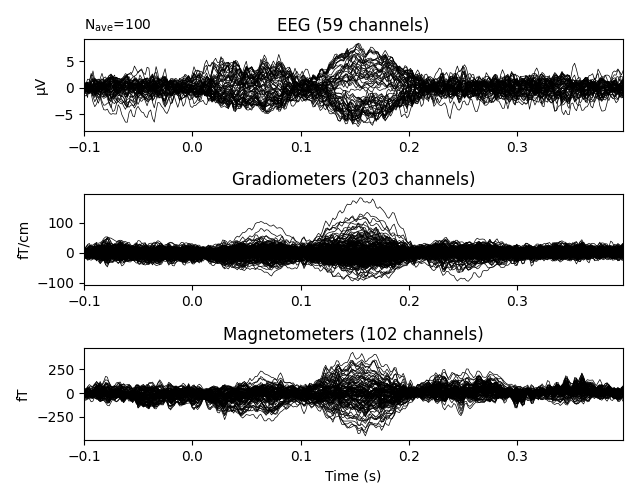 Nave=100
EEG (59 channels)
µV
5
0
−5
−0.1 0.0 0.1 0.2 0.3
Gradiometers (203 channels)
fT/cm
100
0
−100
−0.1 0.0 0.1 0.2 0.3
Magnetometers (102 channels)
fT
250
0
−250
−0.1 0.0 0.1 0.2 0.3
Time (s)